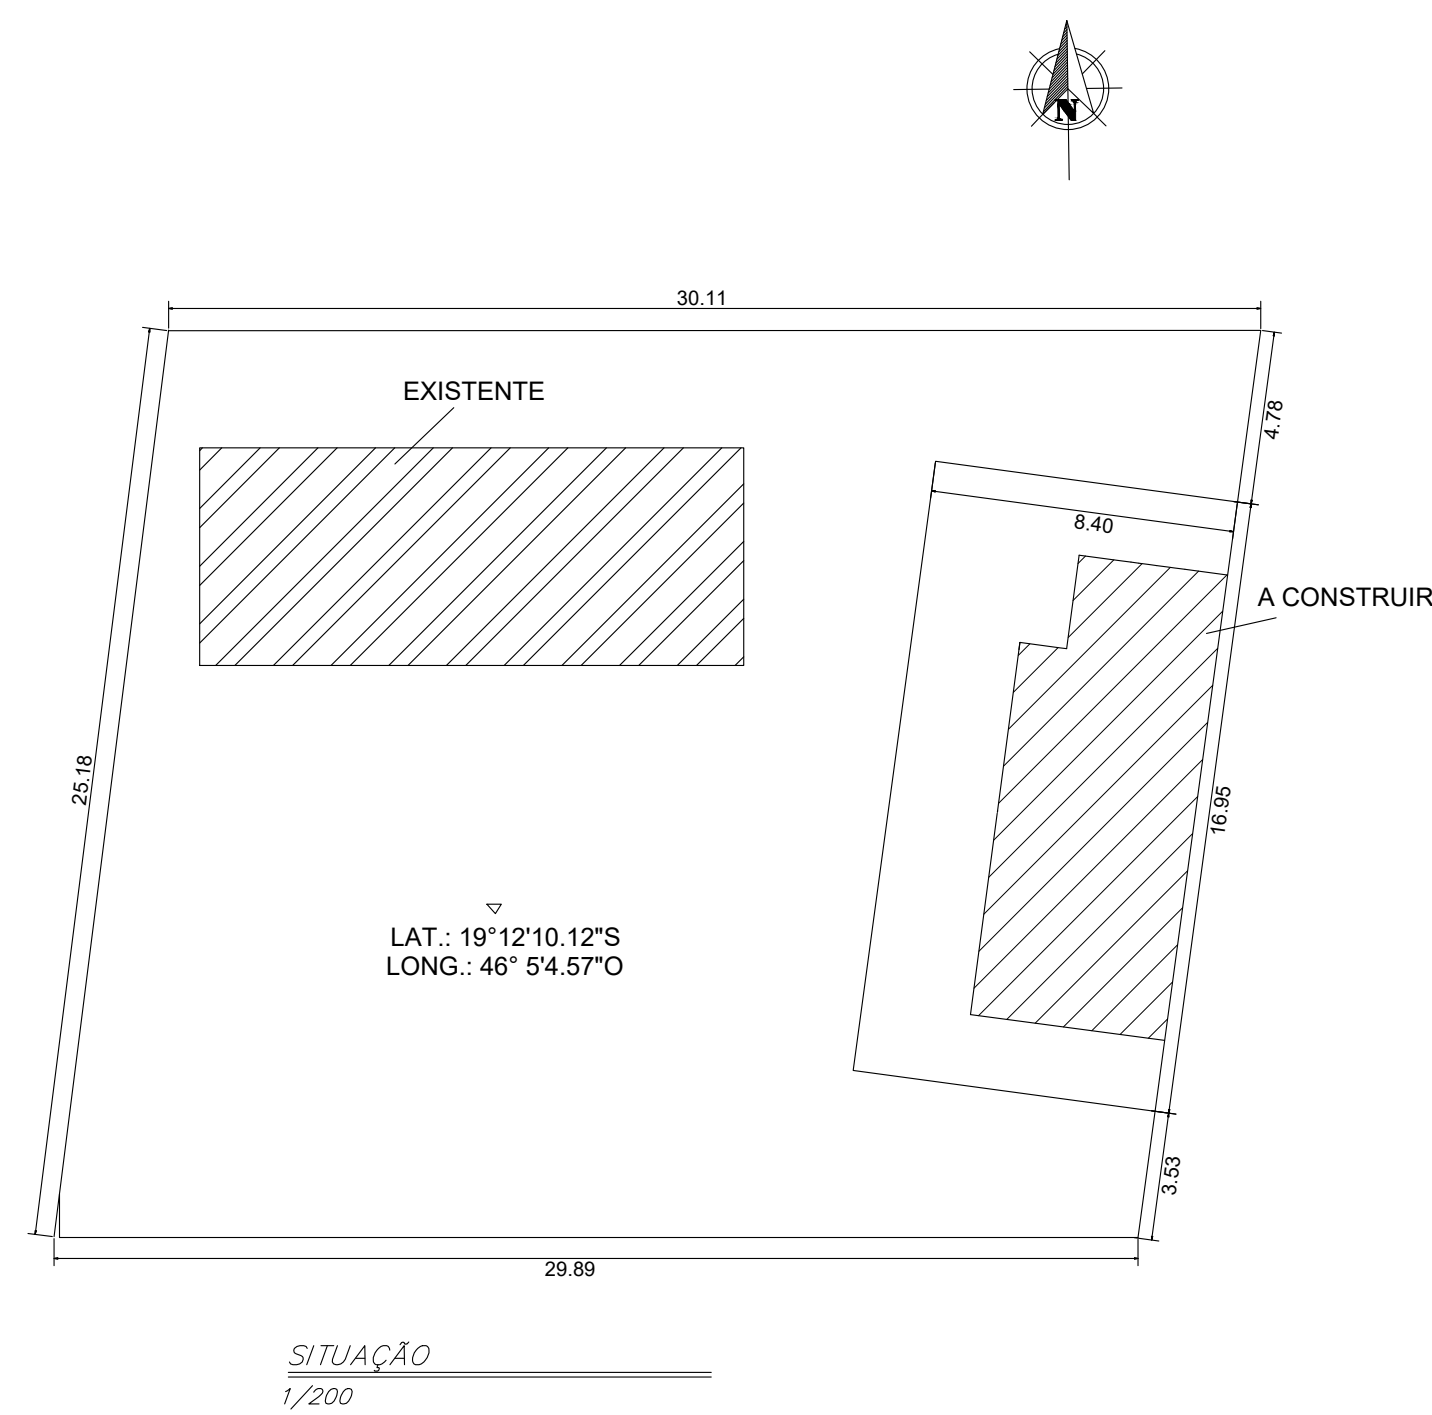 N
30.11
EXISTENTE
4.78
8.40
A CONSTRUIR
25.18
16.95
LAT.: 19°12'10.12"S
LONG.: 46° 5'4.57"O
3.53
29.89
SITUAÇÃO
1/200